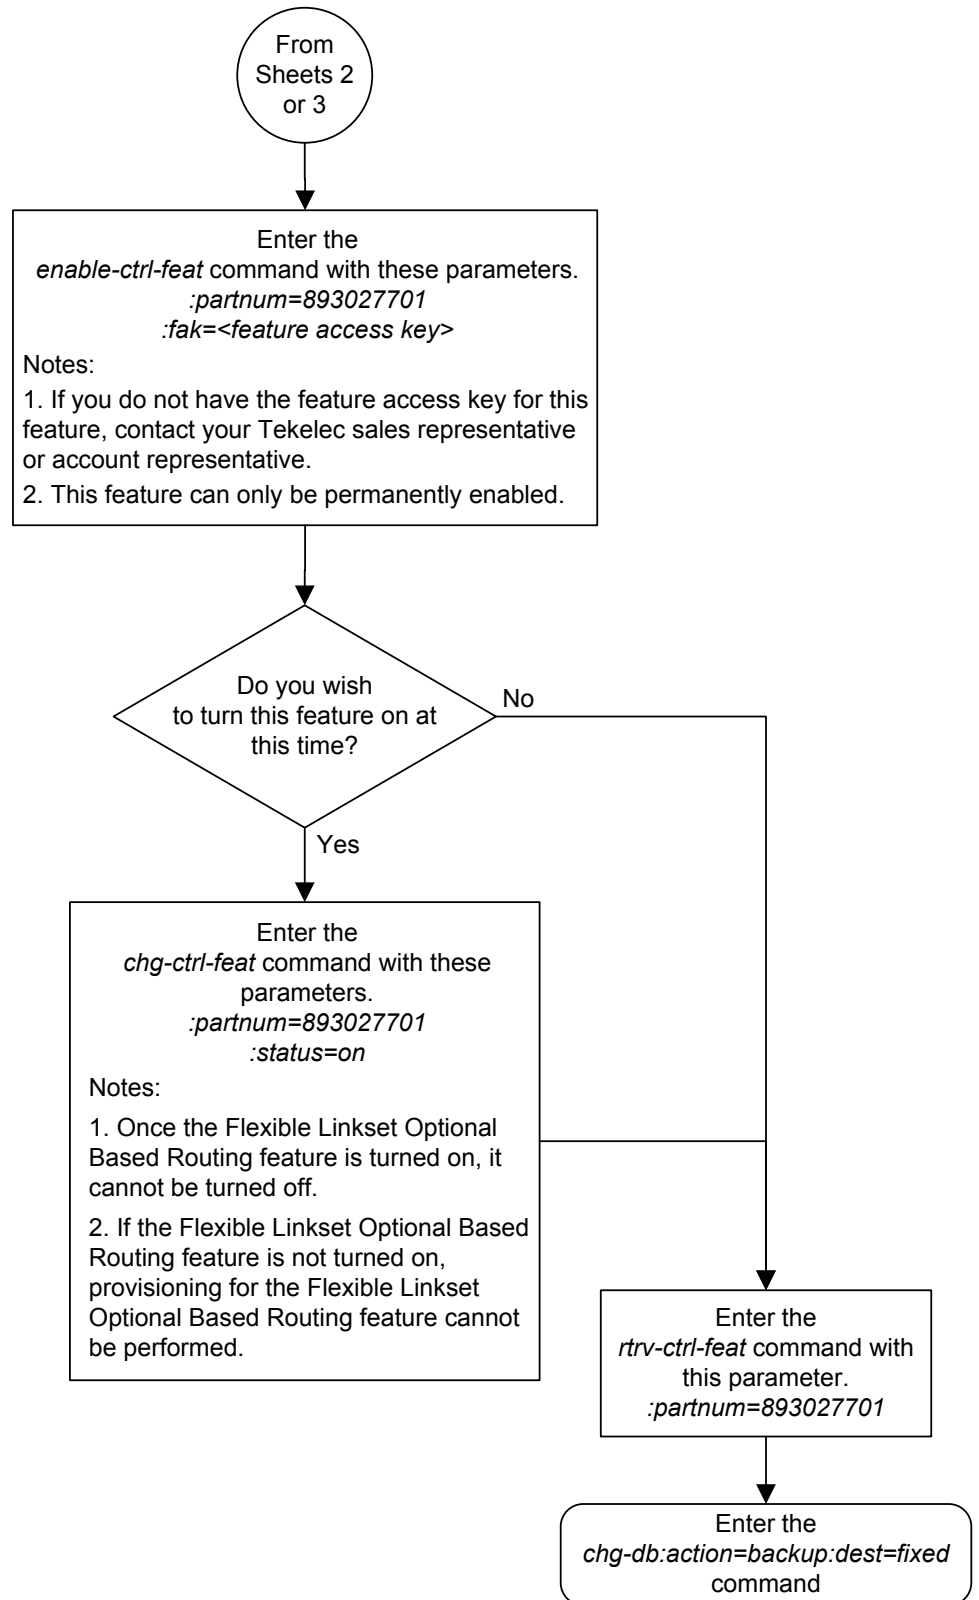 From
Sheets 2
or 3
Enter the
enable-ctrl-feat command with these parameters.
:partnum=893027701
:fak=<feature access key>
Notes:
1. If you do not have the feature access key for this
feature, contact your Tekelec sales representative
or account representative.
2. This feature can only be permanently enabled.
Do you wish
to turn this feature on at
this time?
No
Yes
Enter the
chg-ctrl-feat command with these
parameters.
:partnum=893027701
:status=on
Notes:
1. Once the Flexible Linkset Optional
Based Routing feature is turned on, it
cannot be turned off.
2. If the Flexible Linkset Optional Based
Routing feature is not turned on,
provisioning for the Flexible Linkset
Optional Based Routing feature cannot
be performed.
Enter the
rtrv-ctrl-feat command with
this parameter.
:partnum=893027701
Enter the
chg-db:action=backup:dest=fixed
command